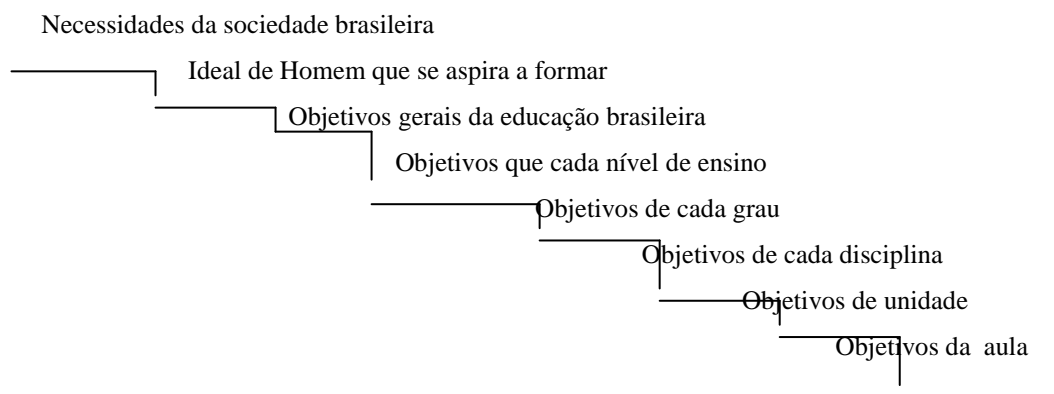 Necessidades da sociedade brasileira
Ideal de Homem que se aspira a formar
Objetivos gerais da educação brasileira
Objetivos que cada nível de ensino
Objetivos de cada grau
Objetivos de cada disciplina
Objetivos de unidade
Objetivos da aula